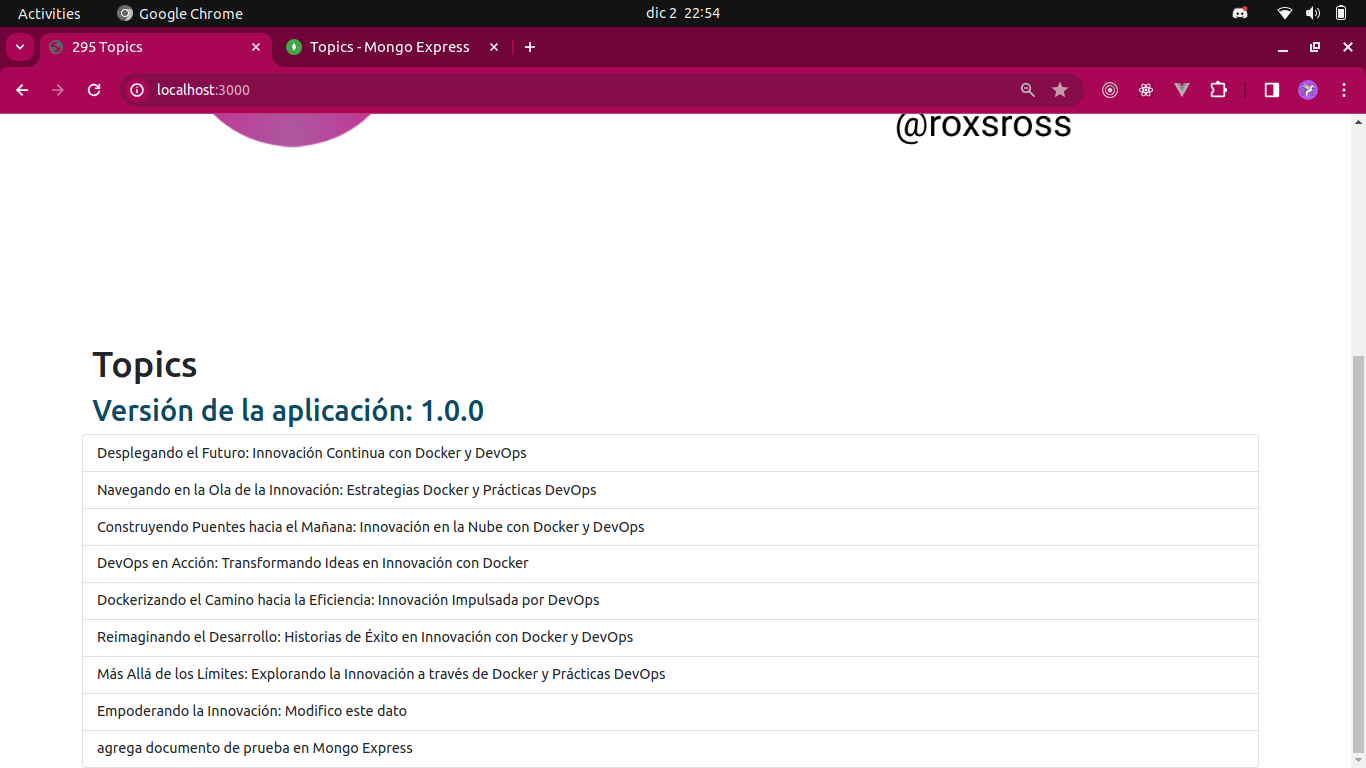 Activities
Google Chrome
dic 2 22:54
295 Topics
Topics - Mongo Express
localhost:3000
@roxsross
Topics
Versión de la aplicación: 1.0.0
Desplegando el Futuro: Innovación Continua con Docker y DevOps
Navegando en la Ola de la Innovación: Estrategias Docker y Prácticas DevOps
Construyendo Puentes hacia el Mañana: Innovación en la Nube con Docker y DevOps
DevOps en Acción: Transformando Ideas en Innovación con Docker
Dockerizando el Camino hacia la Eficiencia: Innovación Impulsada por DevOps
Reimaginando el Desarrollo: Historias de Éxito en Innovación con Docker y DevOps
Más Allá de los Límites: Explorando la Innovación a través de Docker y Prácticas DevOps
Empoderando la Innovación: Modifico este dato
agrega documento de prueba en Mongo Express